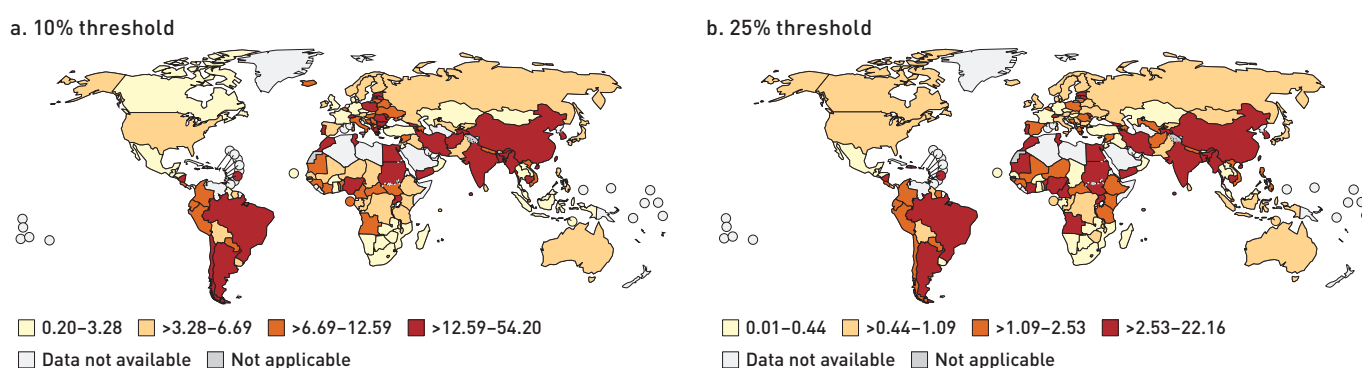 a. 10% threshold
0.20–3.28 >3.28–6.69 >6.69–12.59 >12.59–54.20
Data not available Not applicable
b. 25% threshold
0.01–0.44 >0.44–1.09 >1.09–2.53 >2.53–22.16
Data not available Not applicable